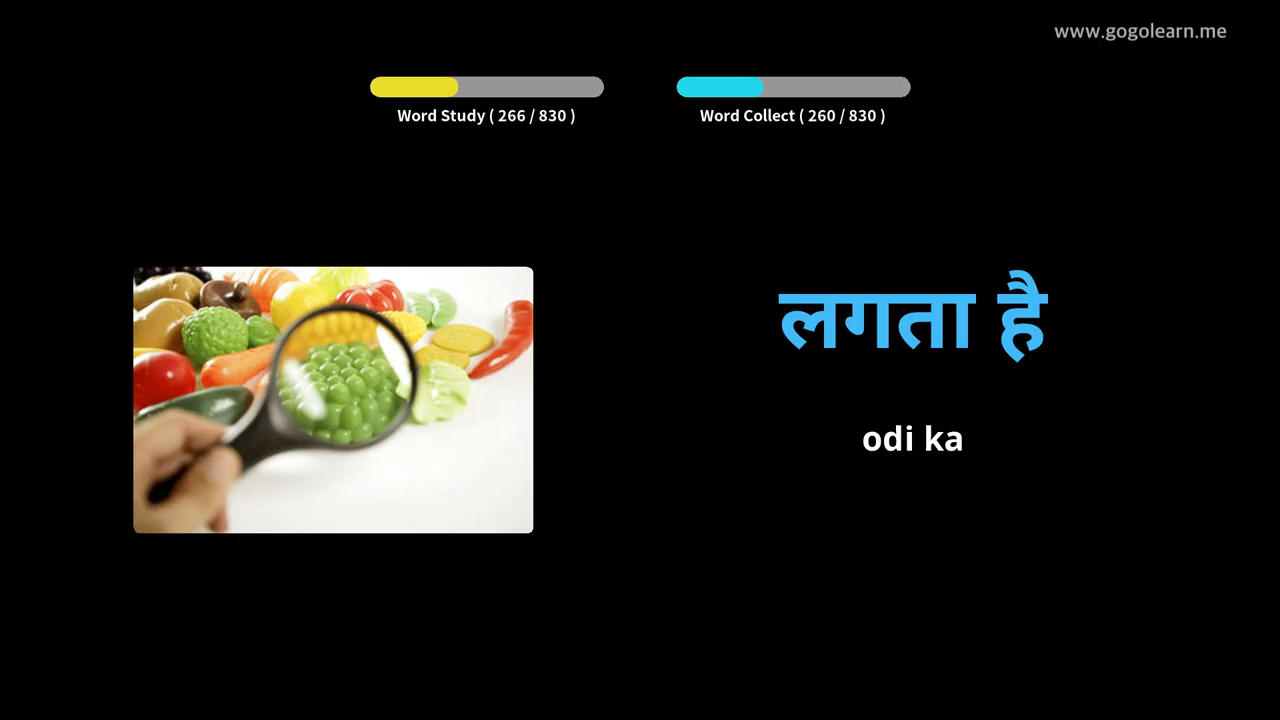 www.gogolearn.me
Word Study ( 266 / 830 )
Word Collect ( 260 / 830 )
लगता है
odi ka